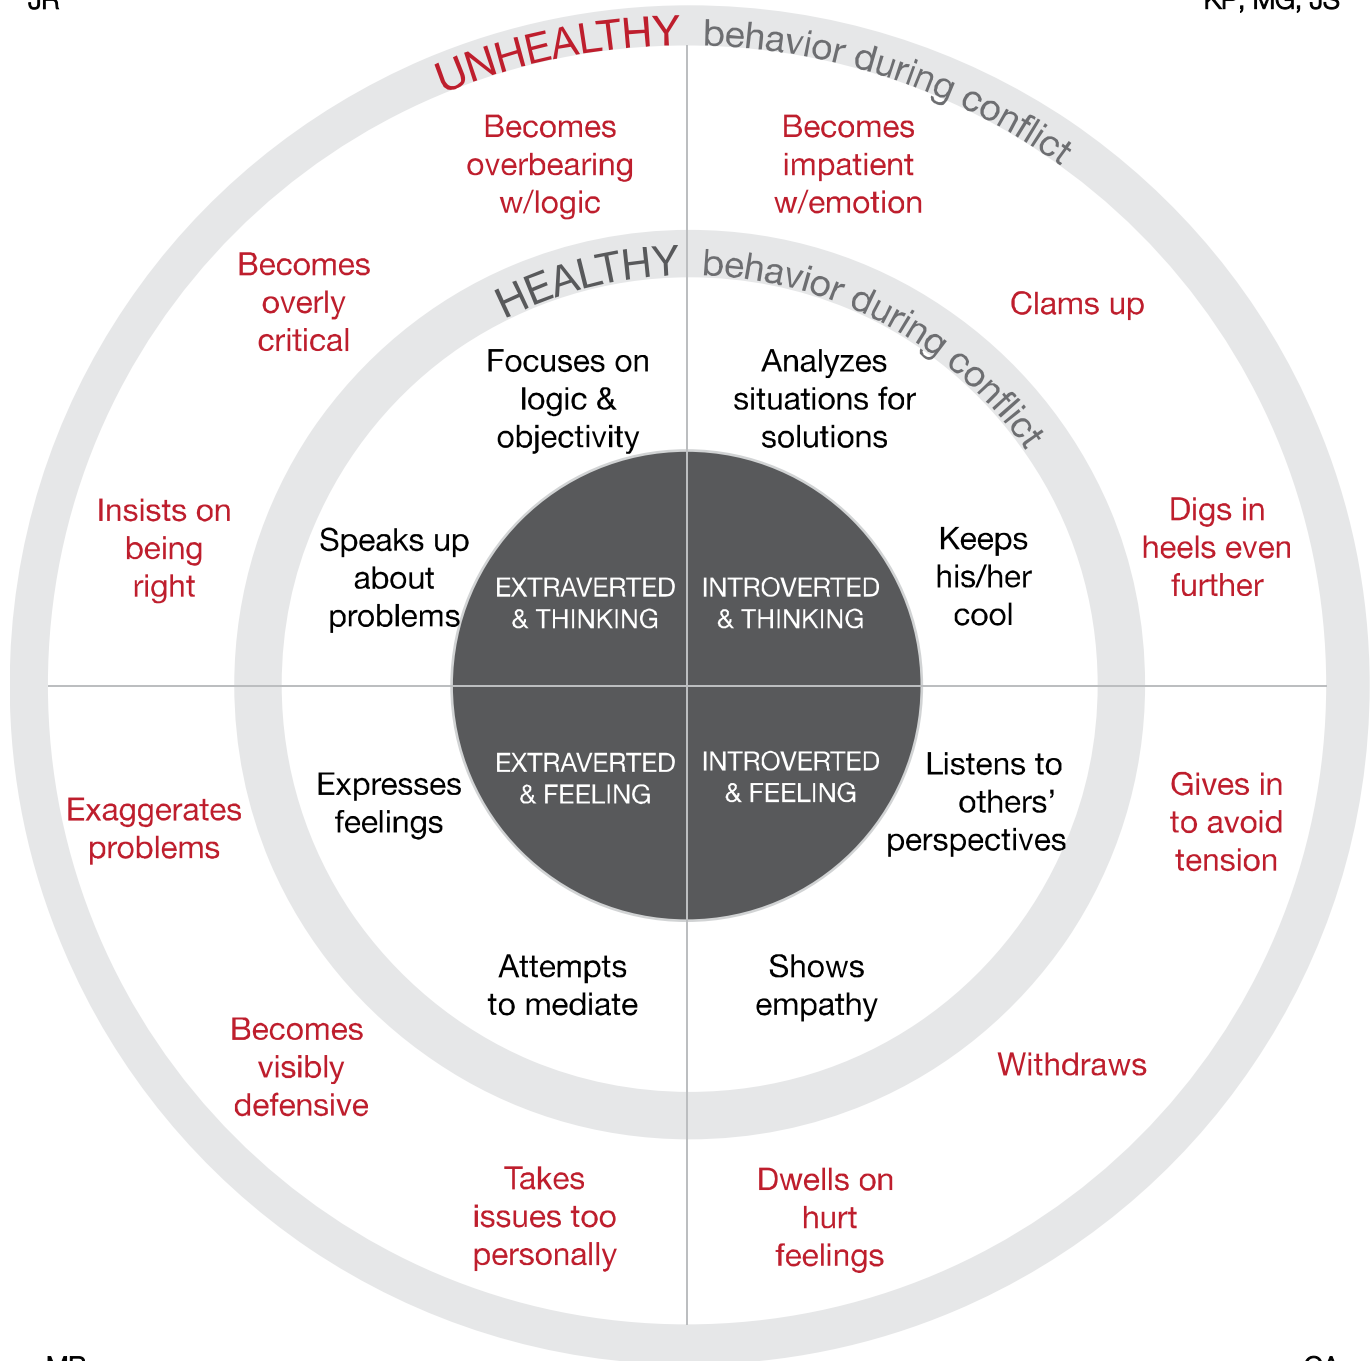 JR
KP, MG, JS
UNHEALTHY behavior during conflict
Becomes
overbearing
w/logic
Becomes
impatient
w/emotion
Becomes
overly
critical
Clams up
Insists on
being
right
Digs in
heels even
further
HEALTHY behavior during conflict
Focuses on
logic &
objectivity
Analyzes
situations for
solutions
Speaks up
about
problems
Keeps
his/her
cool
EXTRAVERTED
& THINKING
INTROVERTED
& THINKING
EXTRAVERTED
& FEELING
INTROVERTED
& FEELING
Expresses
feelings
Listens to
others’
perspectives
Attempts
to mediate
Shows
empathy
Exaggerates
problems
Gives in
to avoid
tension
Becomes
visibly
defensive
Withdraws
Takes
issues too
personally
Dwells on
hurt
feelings